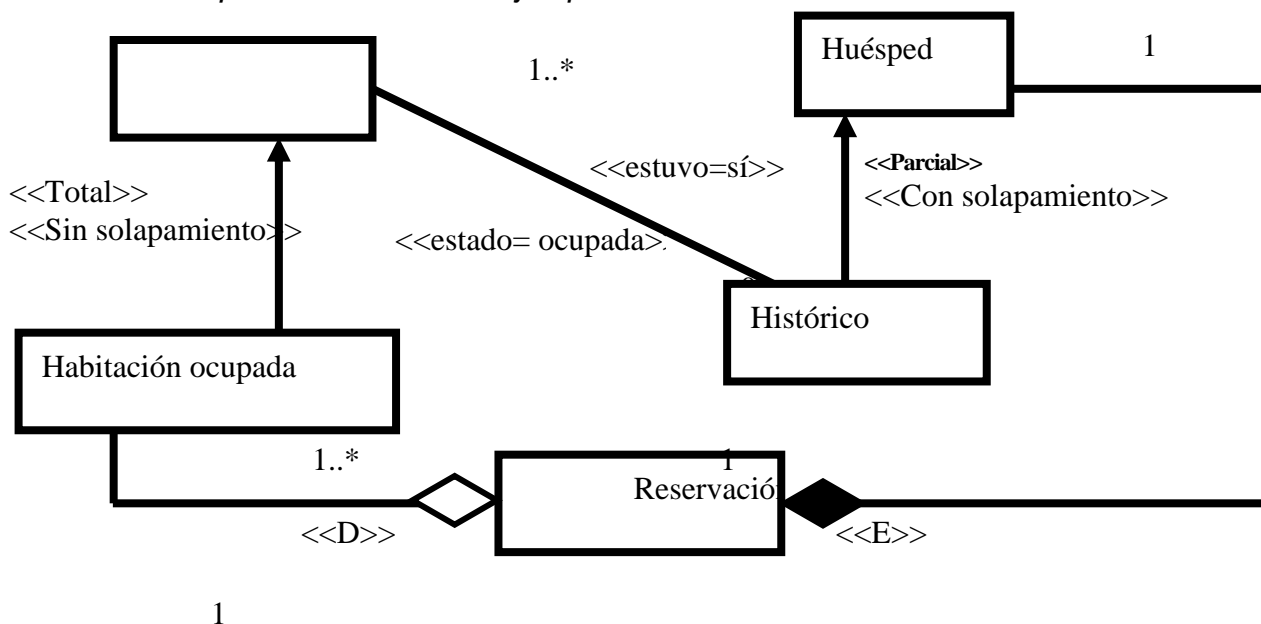 Huésped
1
1..*
<<estuvo=sí>>
<<Parcial>>
<<Total>>
<<Con solapamiento>>
<<Sin solapamiento>>
<<estado= ocupada>
Histórico
Habitación ocupada
1..*
1
Reservación
<<D>>
<<E>>
1